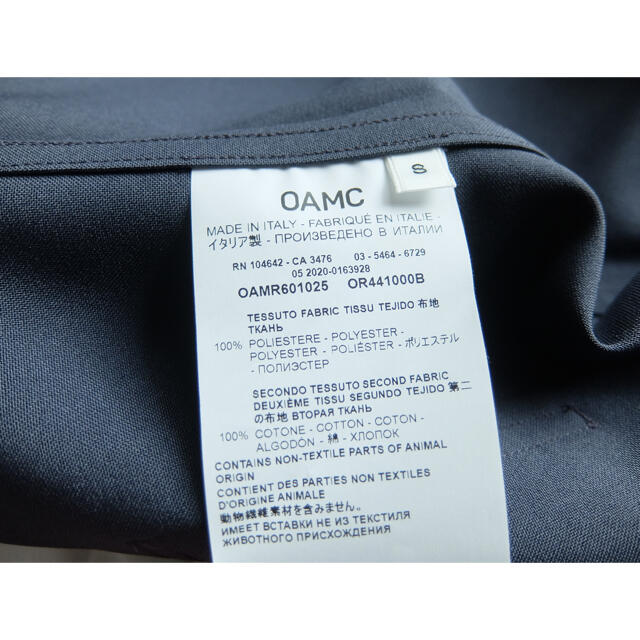 S
OAMC
MADE IN ITALY - FABRIQUÉ EN ITALIE -
イタリア製 - ПРОИЗВЕДЕНО В ИТАЛИИ
RN 104642 - CA 3476 03 - 5464 - 6729
05 2020-0163928
OAMR601025 OR441000B
TESSUTO FABRIC TISSU TEJIDO 布地
ТКАНЬ
100% POLIESTERE - POLYESTER -
POLYESTER - POLIÉSTER - ポリエステル
- ПОЛИЭСТЕР
SECONDO TESSUTO SECOND FABRIC
DEUXIÈME TISSU SEGUNDO TEJIDO 第二
の布地 ВТОРАЯ ТКАНЬ
100% COTONE - COTTON - COTON -
ALGODÓN - 綿 - ХЛОПОК
CONTAINS NON-TEXTILE PARTS OF ANIMAL
ORIGIN
CONTIENT DES PARTIES NON TEXTILES
D'ORIGINE ANIMALE
動物繊維素材を含みません。
ИМЕЕТ ВСТАВКИ НЕ ИЗ ТЕКСТИЛЯ
ЖИВОТНОГО ПРОИСХОЖДЕНИЯ